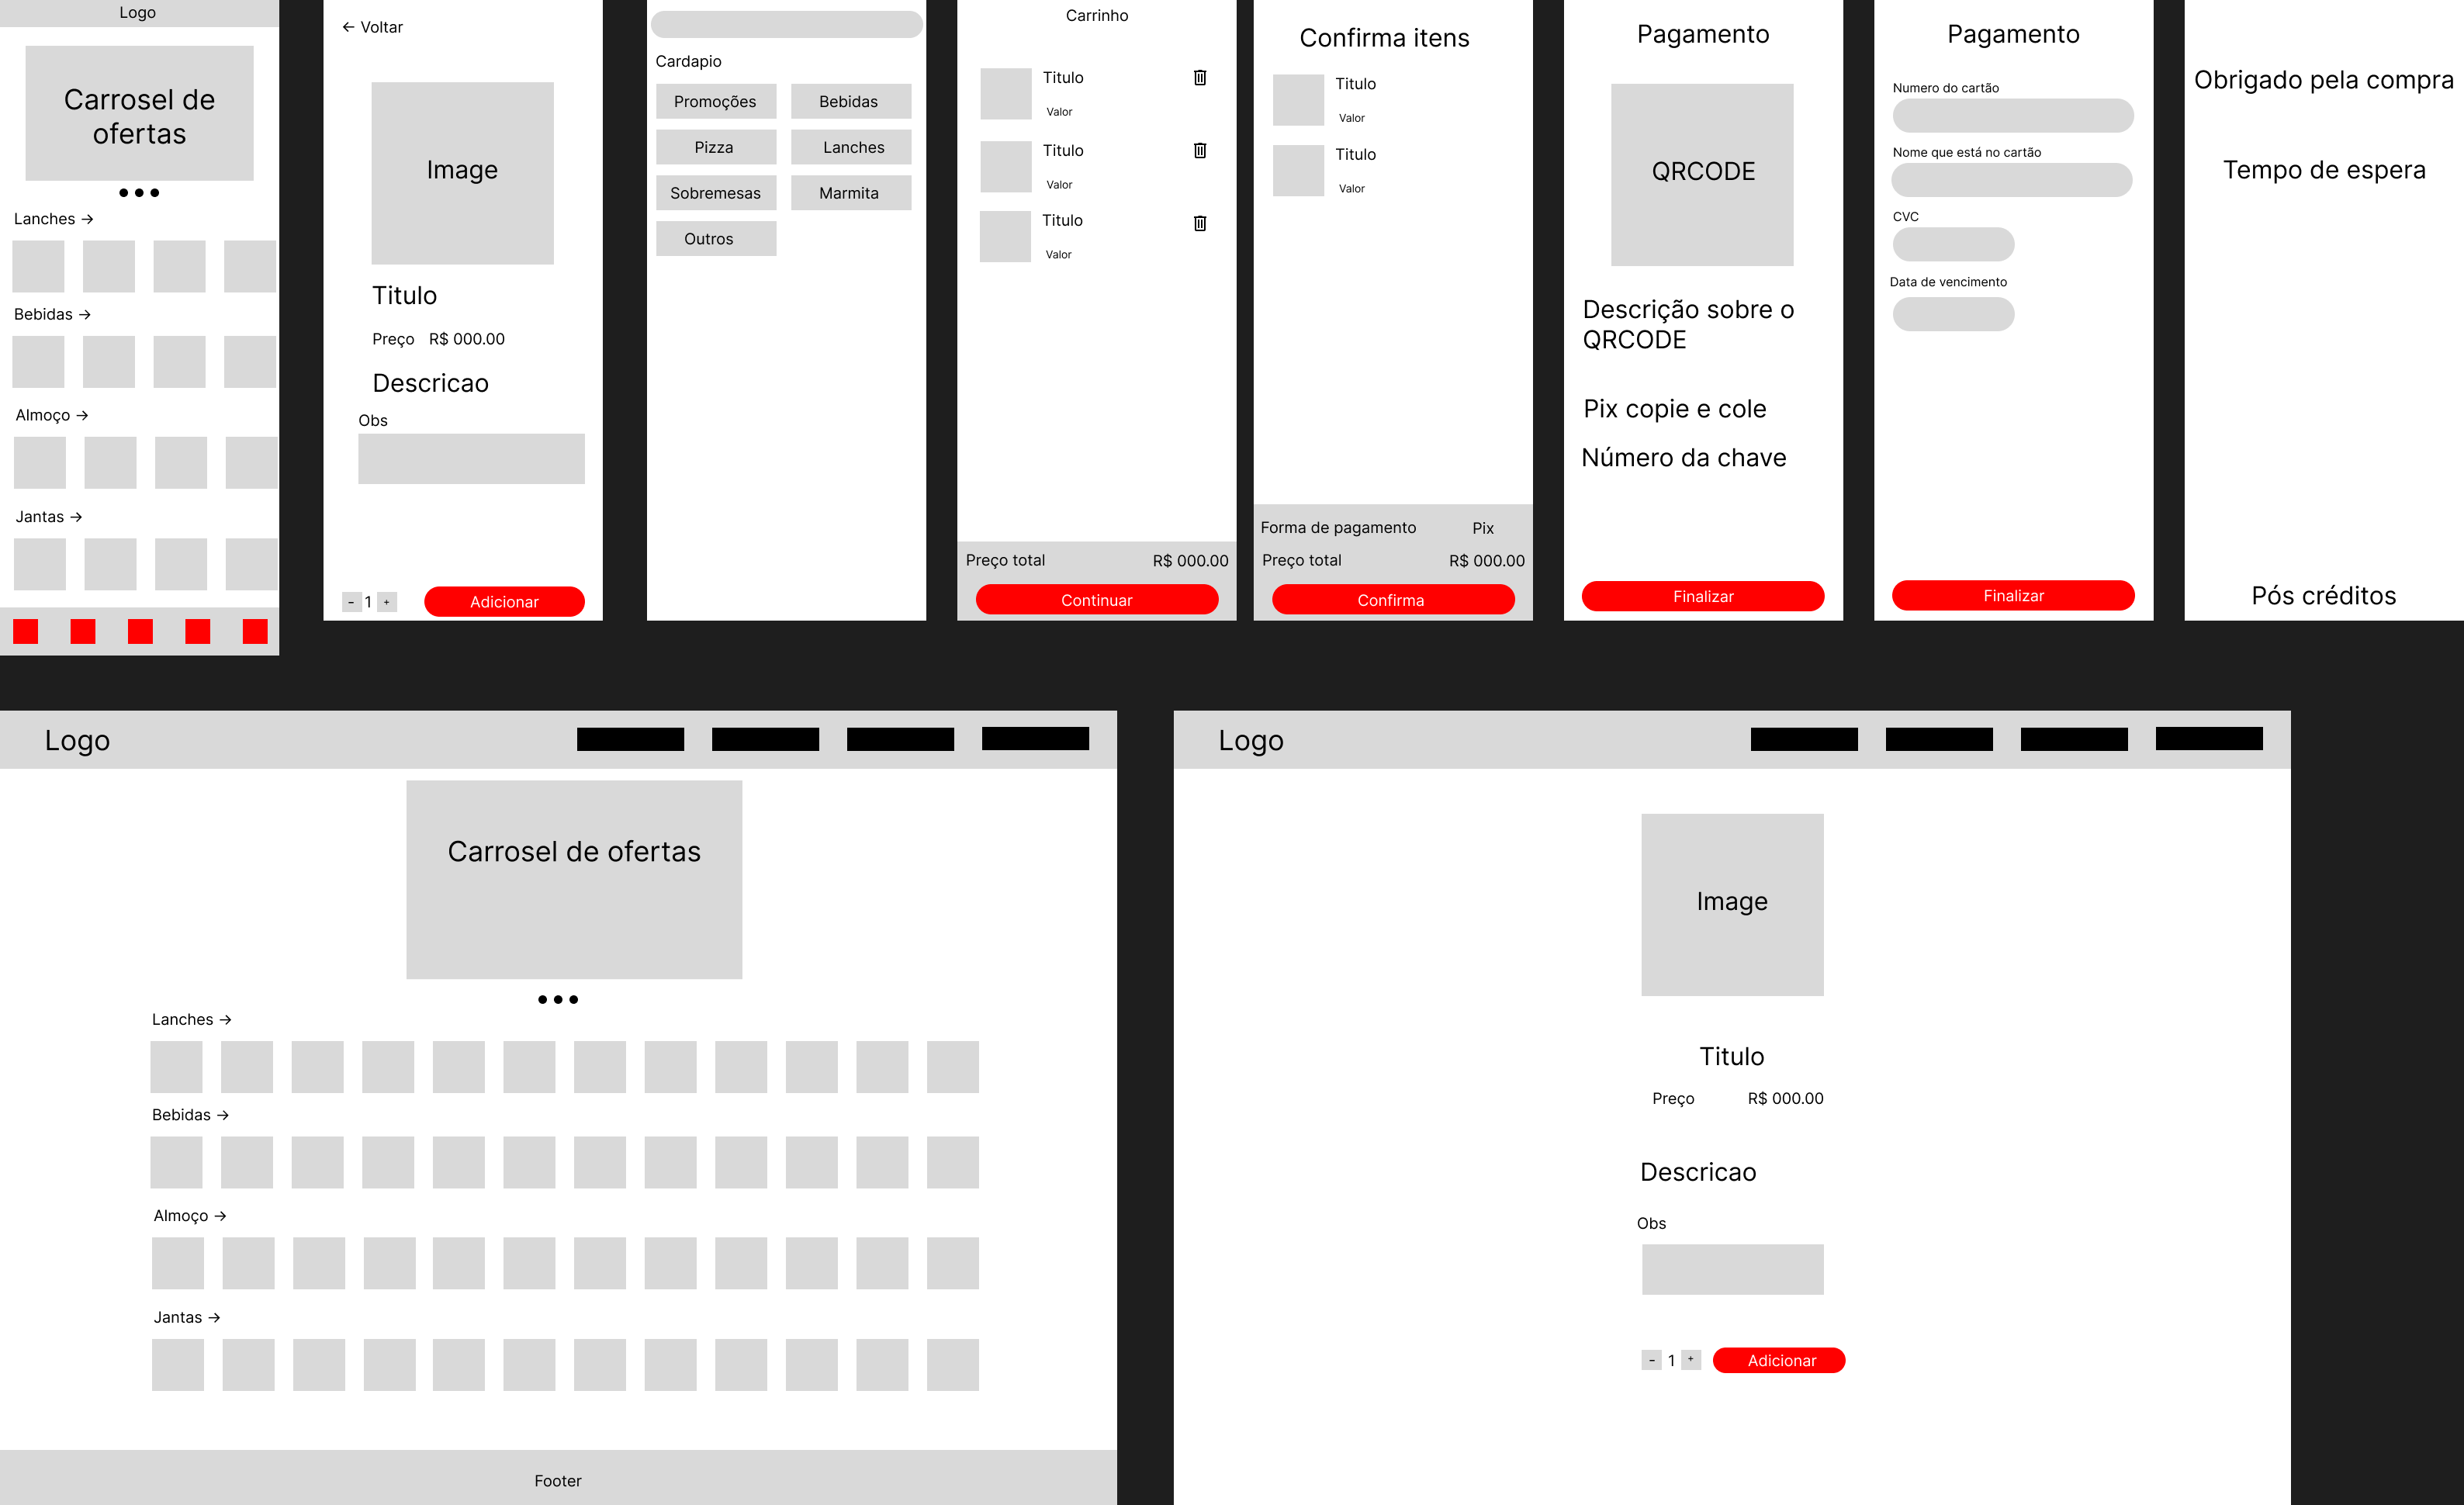 Logo
Carrosel de
ofertas
Lanches →
Bebidas →
Almoço →
Jantas →
← Voltar
Image
Titulo
Preço R$ 000.00
Descricao
Obs
- 1 + Adicionar
Cardapio
Promoções Bebidas
Pizza Lanches
Sobremesas Marmita
Outros
Carrinho
Titulo
Valor
Titulo
Valor
Titulo
Valor
Preço total R$ 000.00
Continuar
Confirma itens
Titulo
Valor
Titulo
Valor
Forma de pagamento Pix
Preço total R$ 000.00
Confirma
Pagamento
QRCODE
Descrição sobre o
QRCODE
Pix copie e cole
Número da chave
Finalizar
Pagamento
Numero do cartão
Nome que está no cartão
CVC
Data de vencimento
Finalizar
Obrigado pela compra
Tempo de espera
Pós créditos
Logo
Carrosel de ofertas
Lanches →
Bebidas →
Almoço →
Jantas →
Footer
Logo
Image
Titulo
Preço R$ 000.00
Descricao
Obs
- 1 + Adicionar